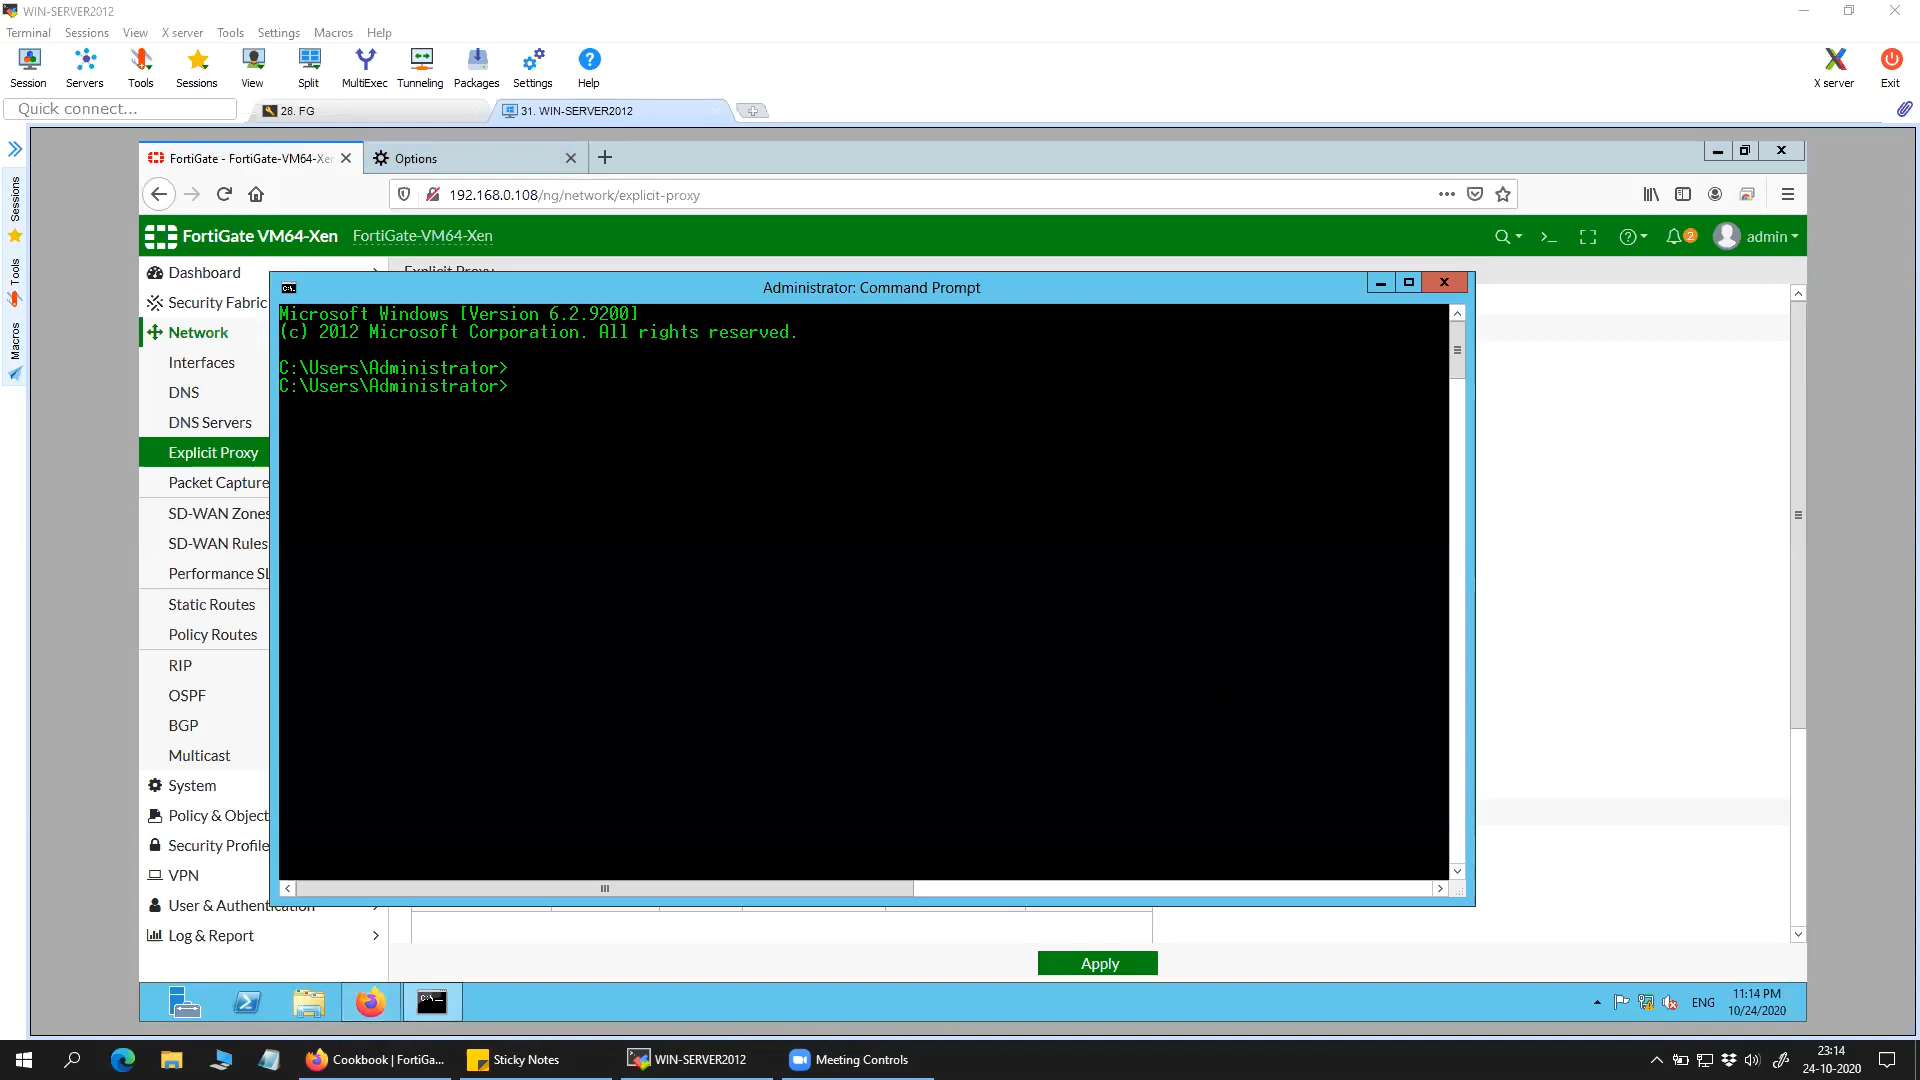 WIN-SERVER2012
Terminal Sessions View X server Tools Settings Macros Help
Session Servers Tools Sessions View Split MultiExec Tunneling Packages Settings Help X server Exit
Quick connect...
28. FG
31. WIN-SERVER2012
Sessions
Tools
Macros
FortiGate - FortiGate-VM64-Xen
Options
192.168.0.108/ng/network/explicit-proxy
FortiGate VM64-Xen FortiGate-VM64-Xen
2 admin
Dashboard
Explicit Proxy
Security Fabric
Network
Interfaces
DNS
DNS Servers
Explicit Proxy
Packet Capture
SD-WAN Zones
SD-WAN Rules
Performance SL
Static Routes
Policy Routes
RIP
OSPF
BGP
Multicast
System
Policy & Object
Security Profile
VPN
User & Authentication
Log & Report
Administrator: Command Prompt
Microsoft Windows [Version 6.2.9200]
(c) 2012 Microsoft Corporation. All rights reserved.
C:\Users\Administrator>
C:\Users\Administrator>
Apply
ENG
11:14 PM
10/24/2020
Cookbook | FortiGa...
Sticky Notes
WIN-SERVER2012
Meeting Controls
23:14
24-10-2020